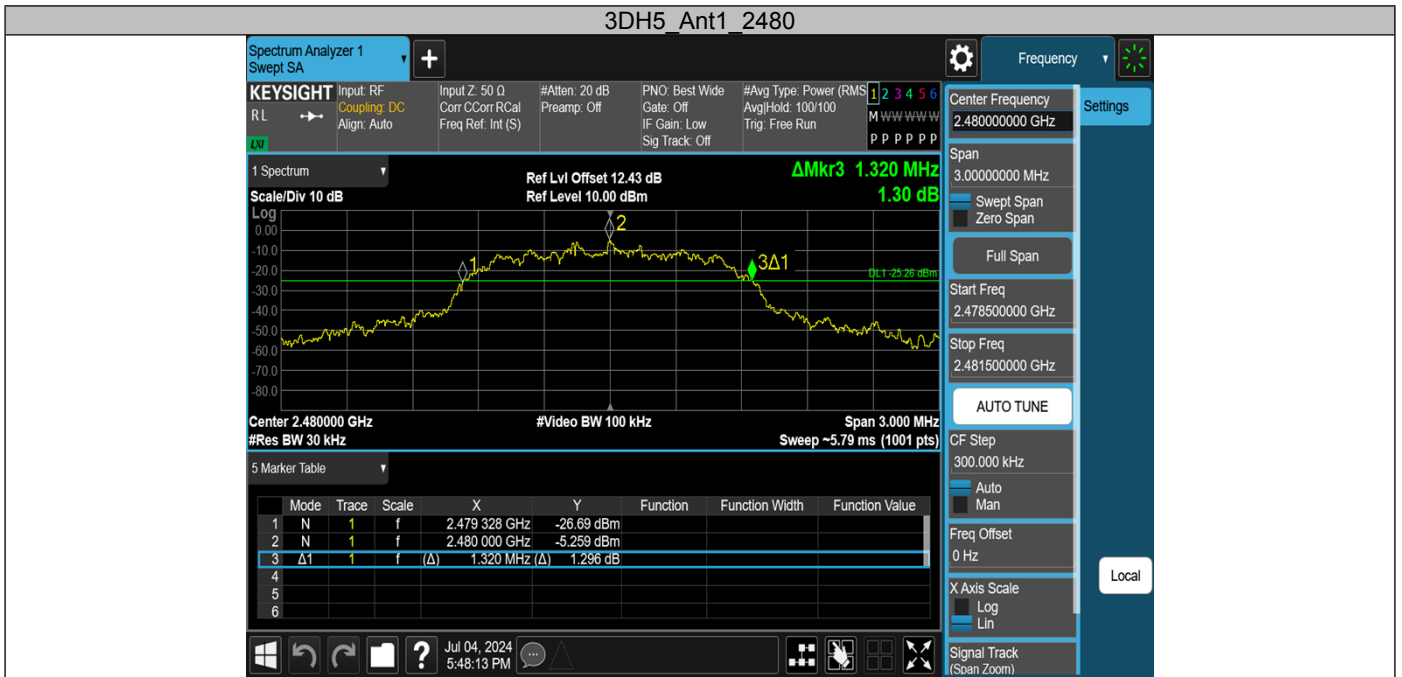 3DH5_Ant1_2480
Spectrum Analyzer 1
Swept SA
+
Frequency
KEYSIGHT
RL
LXI
Input: RF
Coupling: DC
Align: Auto
Input Z: 50 Ω
Corr CCorr RCal
Freq Ref: Int (S)
#Atten: 20 dB
Preamp: Off
PNO: Best Wide
Gate: Off
IF Gain: Low
Sig Track: Off
#Avg Type: Power (RMS
Avg|Hold: 100/100
Trig: Free Run
1 2 3 4 5 6
M W W W W W
P P P P P P
1 Spectrum
Scale/Div 10 dB
Ref Lvl Offset 12.43 dB
Ref Level 10.00 dBm
ΔMkr3 1.320 MHz
1.30 dB
Log
0.00
-10.0
-20.0
-30.0
-40.0
-50.0
-60.0
-70.0
-80.0
1
2
3Δ1
DL1 -25.26 dBm
Center 2.480000 GHz
#Video BW 100 kHz
Span 3.000 MHz
#Res BW 30 kHz
Sweep ~5.79 ms (1001 pts)
5 Marker Table
Mode Trace Scale X Y Function Function Width Function Value
1 N 1 f 2.479 328 GHz -26.69 dBm
2 N 1 f 2.480 000 GHz -5.259 dBm
3 Δ1 1 f (Δ) 1.320 MHz (Δ) 1.296 dB
4
5
6
?
Jul 04, 2024
5:48:13 PM
Center Frequency
2.480000000 GHz
Settings
Span
3.00000000 MHz
Swept Span
Zero Span
Full Span
Start Freq
2.478500000 GHz
Stop Freq
2.481500000 GHz
AUTO TUNE
CF Step
300.000 kHz
Auto
Man
Freq Offset
0 Hz
Local
X Axis Scale
Log
Lin
Signal Track
(Span Zoom)